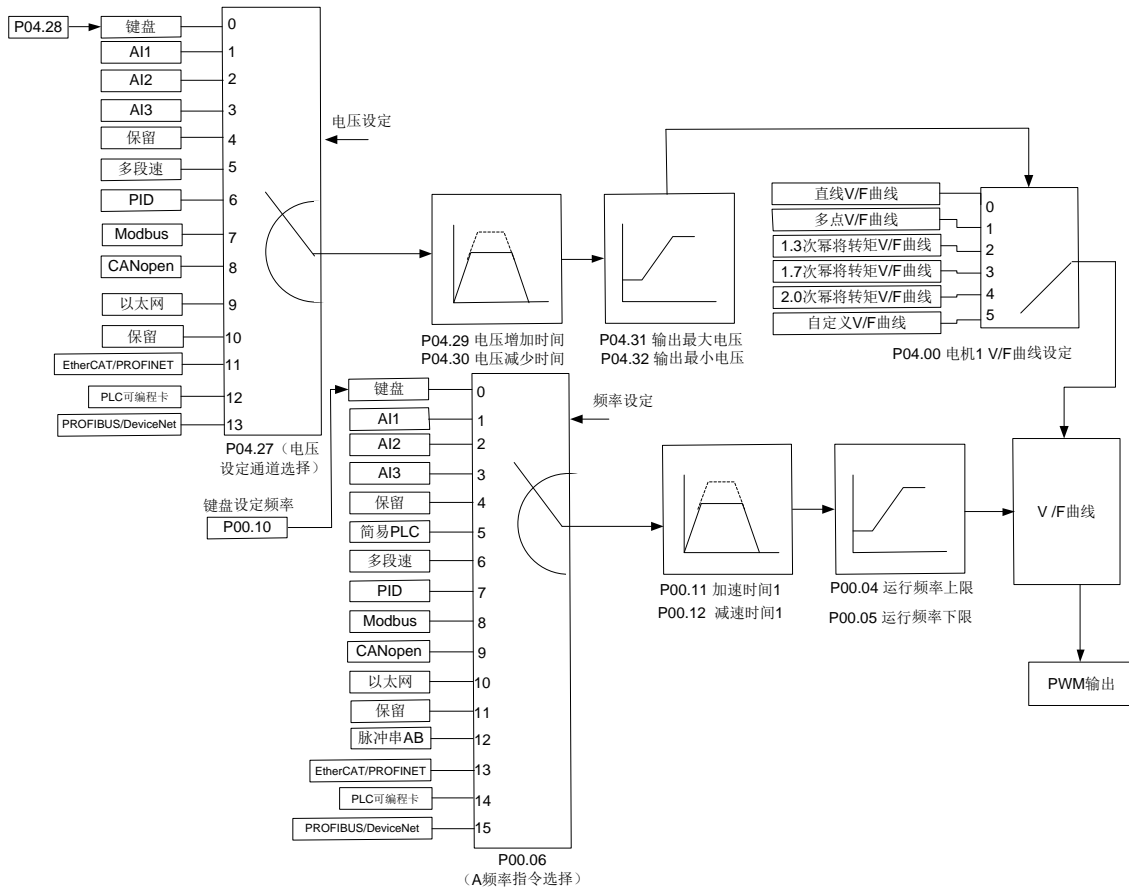 P04.28
键盘
0
AI1
1
AI2
2
AI3
3
保留
4
多段速
5
PID
6
Modbus
7
CANopen
8
以太网
9
保留
10
EtherCAT/PROFINET
11
PLC可编程卡
12
PROFIBUS/DeviceNet
13
P04.27（电压
设定通道选择）
电压设定
P04.29 电压增加时间
P04.30 电压减少时间
P04.31 输出最大电压
P04.32 输出最小电压
直线V/F曲线
0
多点V/F曲线
1
1.3次幂将转矩V/F曲线
2
1.7次幂将转矩V/F曲线
3
2.0次幂将转矩V/F曲线
4
自定义V/F曲线
5
P04.00 电机1 V/F曲线设定
键盘设定频率
P00.10
键盘
0
AI1
1
AI2
2
AI3
3
保留
4
简易PLC
5
多段速
6
PID
7
Modbus
8
CANopen
9
以太网
10
保留
11
脉冲串AB
12
EtherCAT/PROFINET
13
PLC可编程卡
14
PROFIBUS/DeviceNet
15
P00.06
（A频率指令选择）
频率设定
P00.11 加速时间1
P00.12 减速时间1
P00.04 运行频率上限
P00.05 运行频率下限
V /F曲线
PWM输出